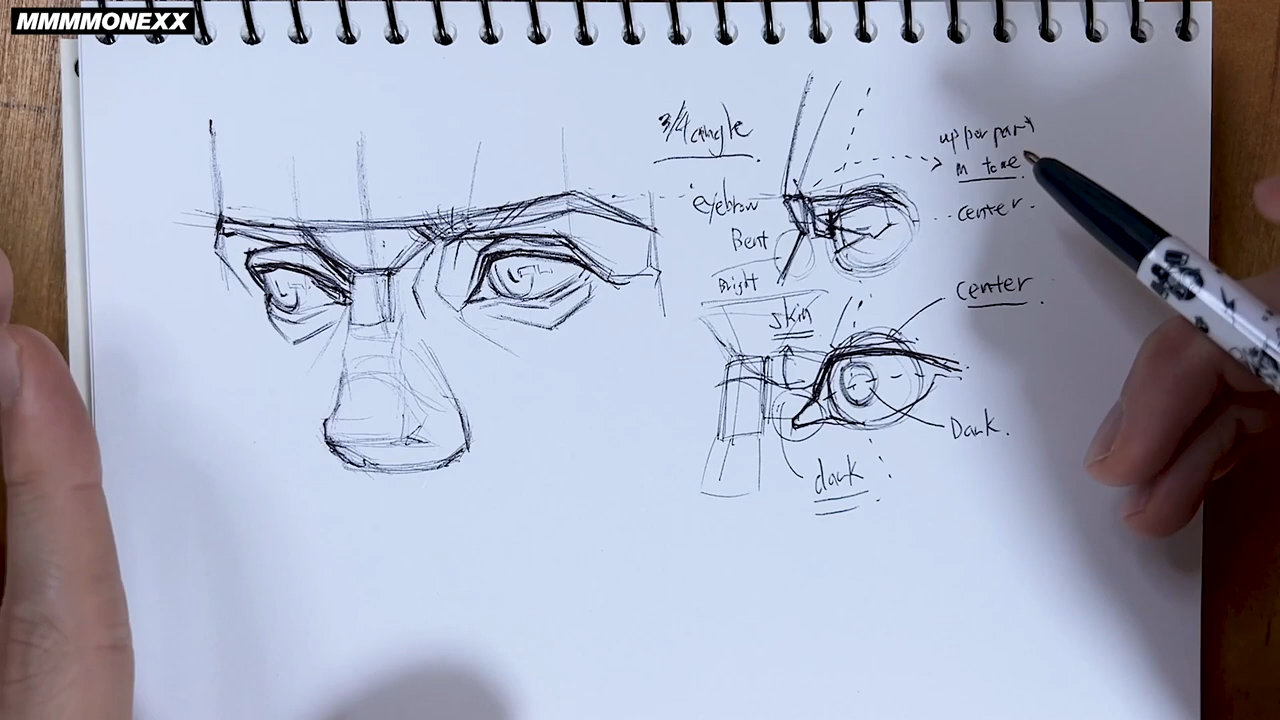 MMMMONEXX
3/4 angle
upper part
in tone
eyebrow
center
Bent
Bright
center
skin
Dark.
dark